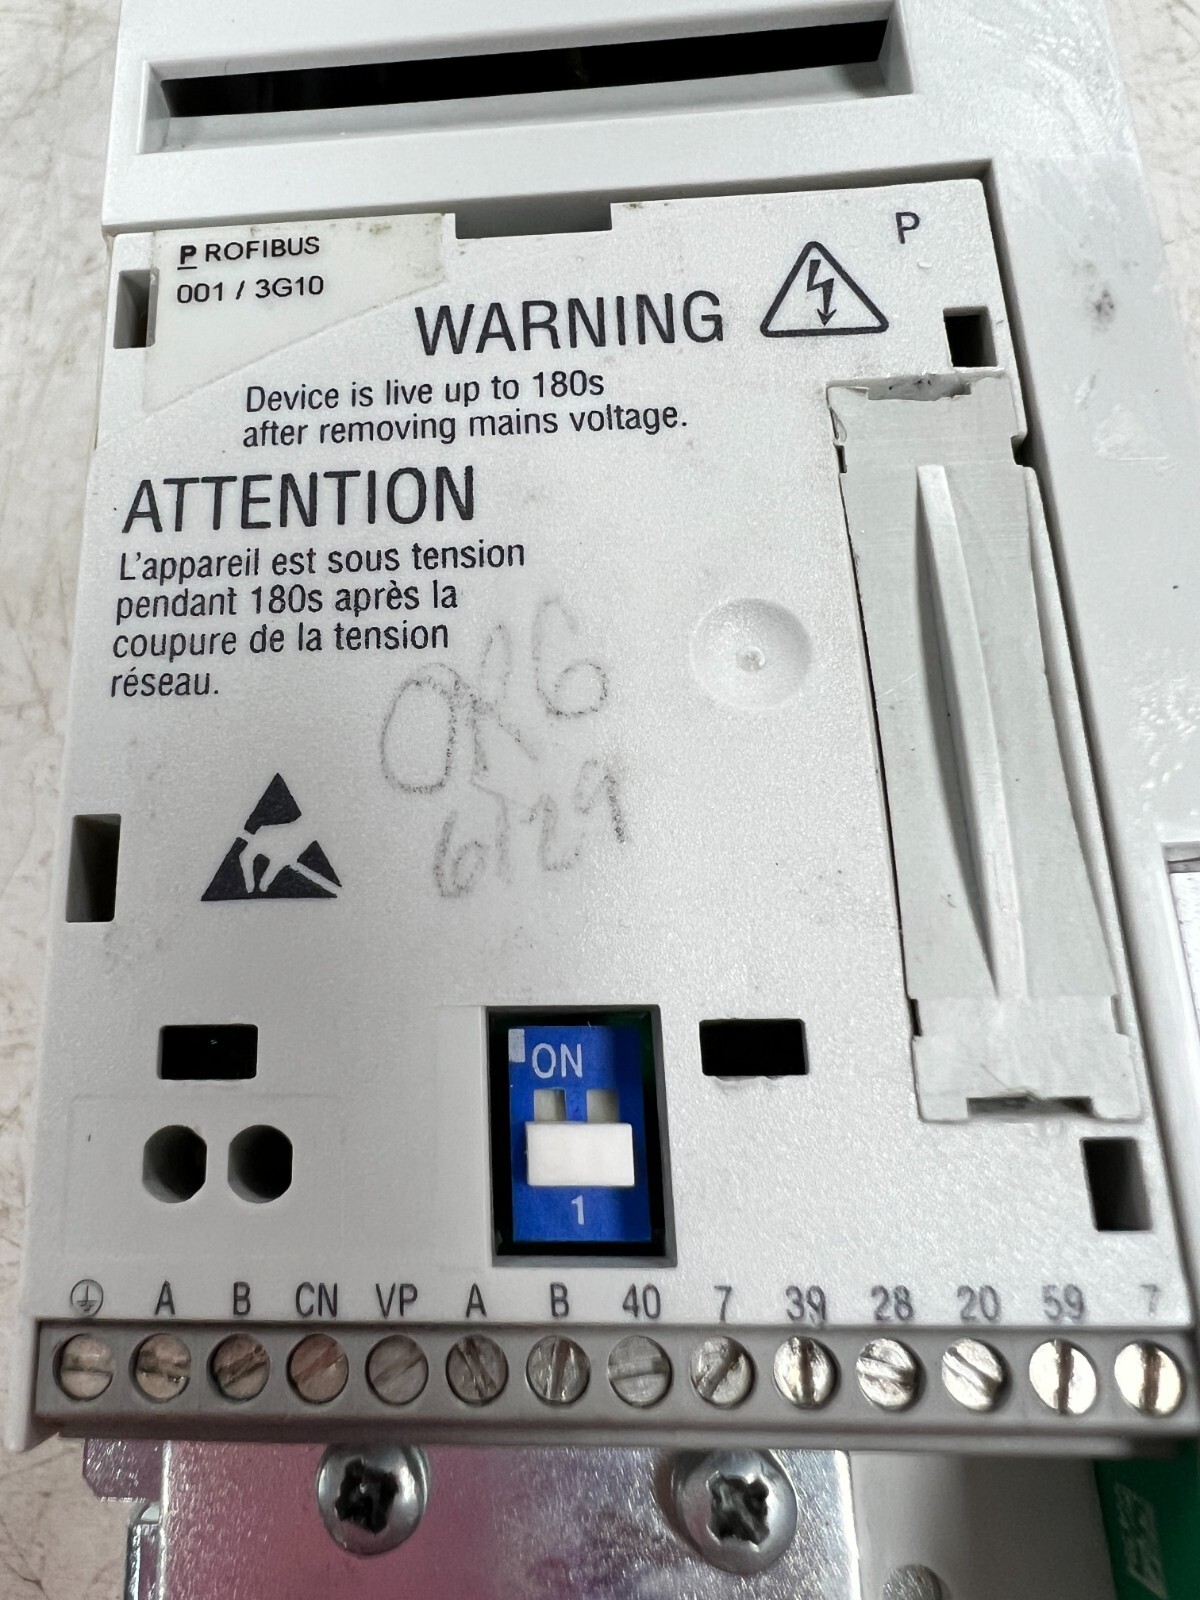 PROFIBUS
001 / 3G10
P
WARNING
Device is live up to 180s
after removing mains voltage.
ATTENTION
L'appareil est sous tension
pendant 180s après la
coupure de la tension
réseau.
6/29
ON
1
A B CN VP A B 40 7 39 28 20 59 7